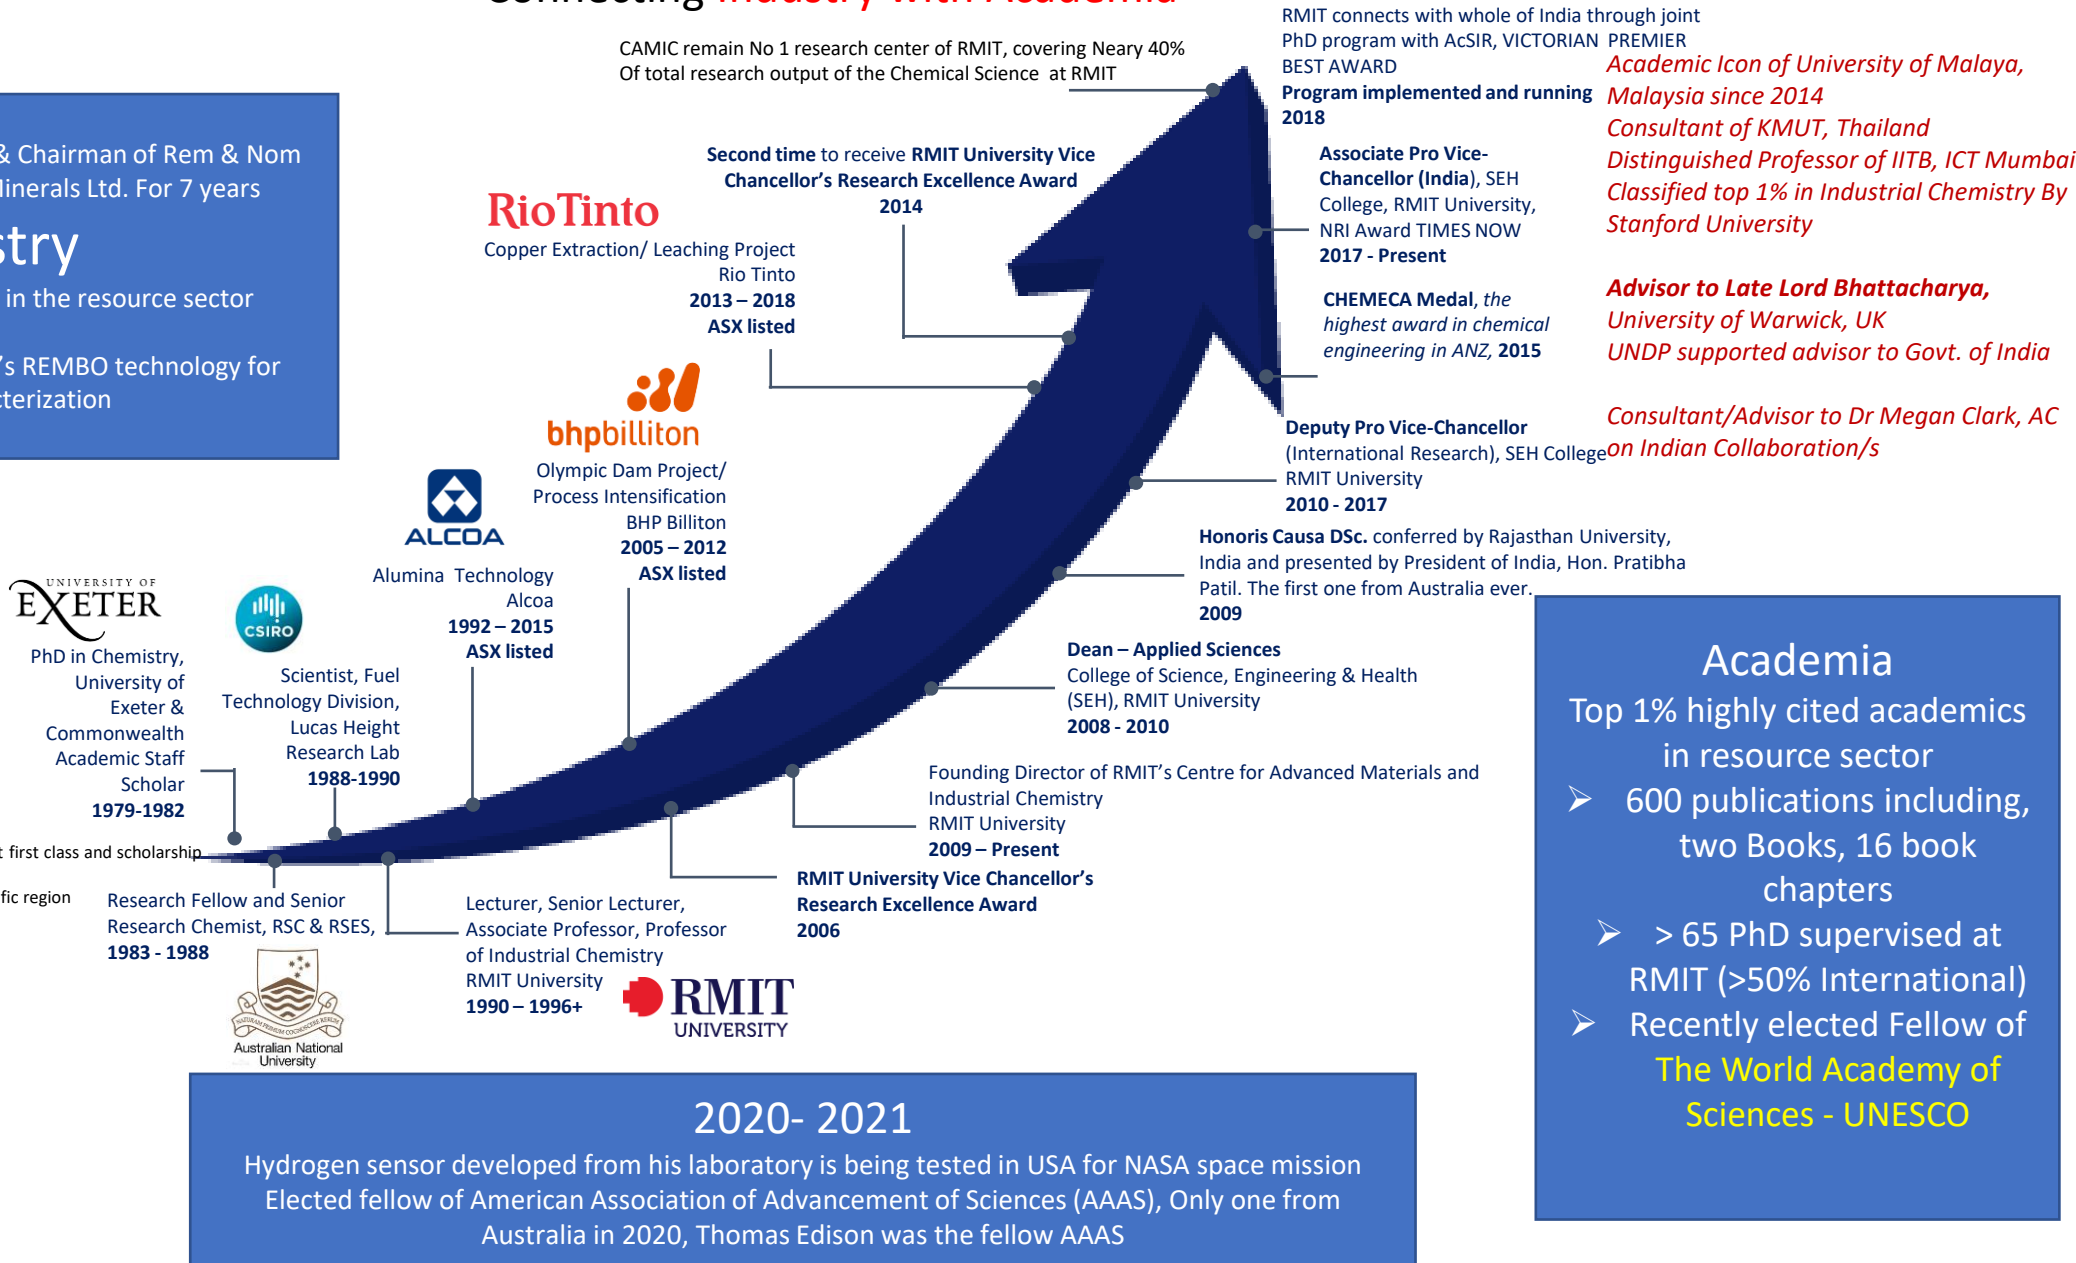 Connecting Industry with Academia
CAMIC remain No 1 research center of RMIT, covering Neary 40%
Of total research output of the Chemical Science at RMIT
RMIT connects with whole of India through joint
PhD program with AcSIR, VICTORIAN PREMIER
BEST AWARD
Program implemented and running
2018
Academic Icon of University of Malaya,
Malaysia since 2014
Consultant of KMUT, Thailand
Distinguished Professor of IITB, ICT Mumbai
Classified top 1% in Industrial Chemistry By
Stanford University
Advisor to Late Lord Bhattacharya,
University of Warwick, UK
UNDP supported advisor to Govt. of India
Consultant/Advisor to Dr Megan Clark, AC
on Indian Collaboration/s
& Chairman of Rem & Nom
Minerals Ltd. For 7 years
stry
in the resource sector
's REMBO technology for
cterization
Second time to receive RMIT University Vice
Chancellor's Research Excellence Award
2014
Associate Pro Vice-
Chancellor (India), SEH
College, RMIT University,
NRI Award TIMES NOW
2017 - Present
RioTinto
Copper Extraction/ Leaching Project
Rio Tinto
2013 – 2018
ASX listed
CHEMECA Medal, the
highest award in chemical
engineering in ANZ, 2015
bhpbilliton
Olympic Dam Project/
Process Intensification
BHP Billiton
2005 – 2012
ASX listed
Deputy Pro Vice-Chancellor
(International Research), SEH College
RMIT University
2010 - 2017
ALCOA
Alumina Technology
Alcoa
1992 – 2015
ASX listed
Honoris Causa DSc. conferred by Rajasthan University,
India and presented by President of India, Hon. Pratibha
Patil. The first one from Australia ever.
2009
UNIVERSITY OF
EXETER
PhD in Chemistry,
University of
Exeter &
Commonwealth
Academic Staff
Scholar
1979-1982
CSIRO
Scientist, Fuel
Technology Division,
Lucas Height
Research Lab
1988-1990
Dean – Applied Sciences
College of Science, Engineering & Health
(SEH), RMIT University
2008 - 2010
Founding Director of RMIT's Centre for Advanced Materials and
Industrial Chemistry
RMIT University
2009 – Present
t first class and scholarship
fic region
Research Fellow and Senior
Research Chemist, RSC & RSES,
1983 - 1988
NATURAM PRIMUM COGNOSCERE RERUM
Australian National
University
Lecturer, Senior Lecturer,
Associate Professor, Professor
of Industrial Chemistry
RMIT University
1990 – 1996+
RMIT
UNIVERSITY
RMIT University Vice Chancellor's
Research Excellence Award
2006
Academia
Top 1% highly cited academics
in resource sector
➢ 600 publications including,
two Books, 16 book
chapters
➢ > 65 PhD supervised at
RMIT (>50% International)
➢ Recently elected Fellow of
The World Academy of
Sciences - UNESCO
2020- 2021
Hydrogen sensor developed from his laboratory is being tested in USA for NASA space mission
Elected fellow of American Association of Advancement of Sciences (AAAS), Only one from
Australia in 2020, Thomas Edison was the fellow AAAS